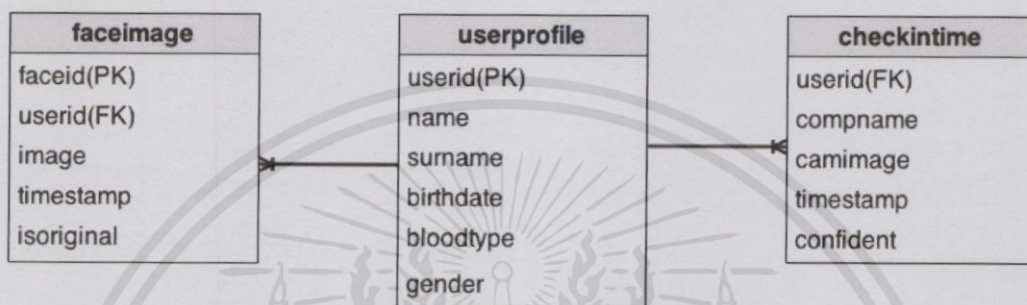 faceimage
faceid(PK)
userid(FK)
image
timestamp
isoriginal
userprofile
userid(PK)
name
surname
birthdate
bloodtype
gender
checkintime
userid(FK)
compname
camimage
timestamp
confident